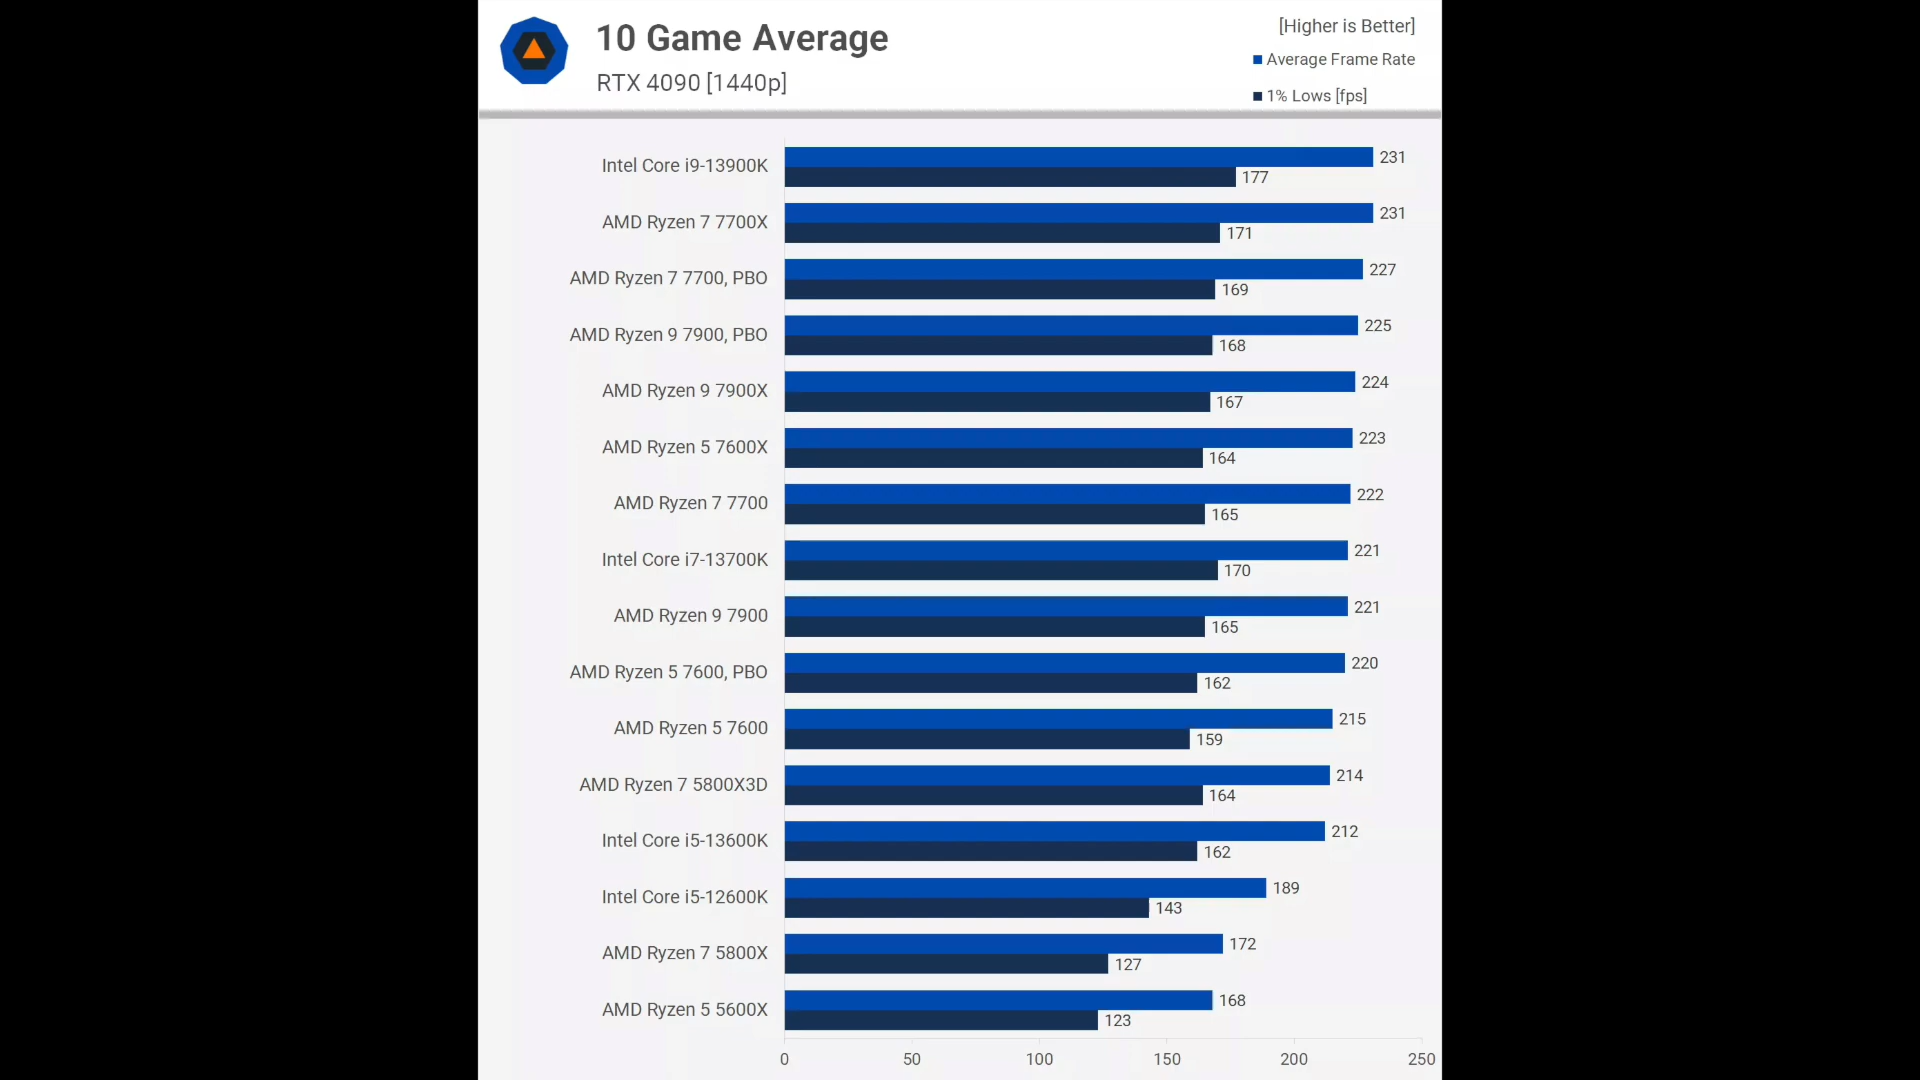 10 Game Average
RTX 4090 [1440p]
[Higher is Better]
Average Frame Rate
1% Lows [fps]
Intel Core i9-13900K 231
177
AMD Ryzen 7 7700X 231
171
AMD Ryzen 7 7700, PBO 227
169
AMD Ryzen 9 7900, PBO 225
168
AMD Ryzen 9 7900X 224
167
AMD Ryzen 5 7600X 223
164
AMD Ryzen 7 7700 222
165
Intel Core i7-13700K 221
170
AMD Ryzen 9 7900 221
165
AMD Ryzen 5 7600, PBO 220
162
AMD Ryzen 5 7600 215
159
AMD Ryzen 7 5800X3D 214
164
Intel Core i5-13600K 212
162
Intel Core i5-12600K 189
143
AMD Ryzen 7 5800X 172
127
AMD Ryzen 5 5600X 168
123
0 50 100 150 200 250